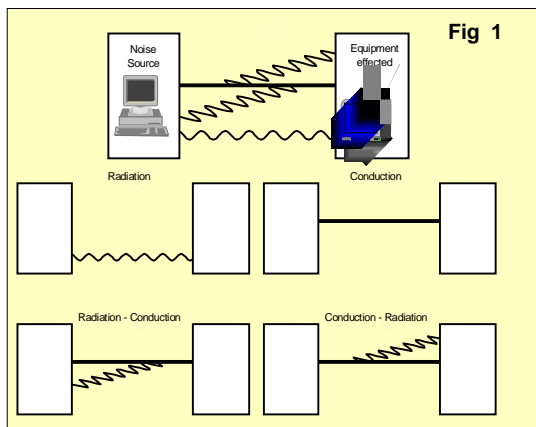 Fig 1
Noise
Source
Equipment
effected
Radiation
Conduction
Radiation - Conduction
Conduction - Radiation